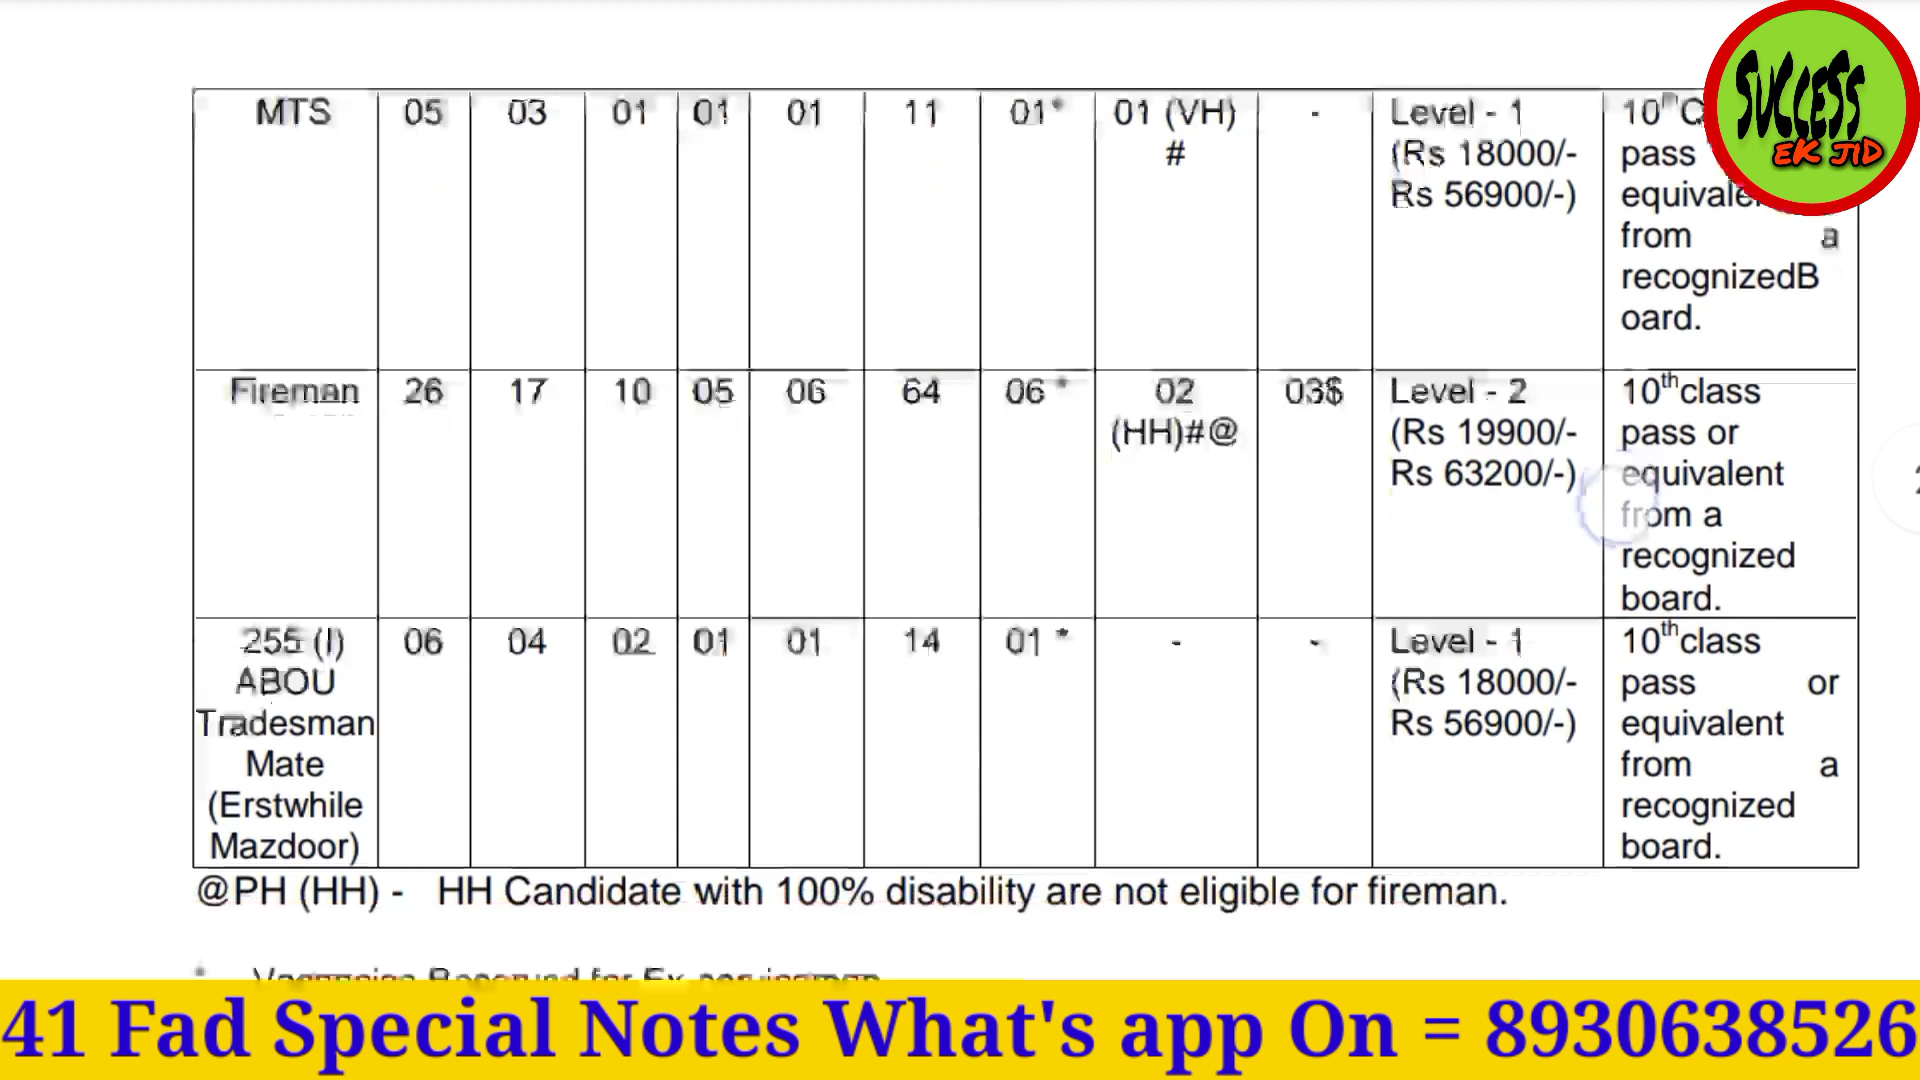 MTS 05 03 01 01 01 11 01* 01 (VH) - Level - 1 10th
# (Rs 18000/- pass
Rs 56900/-)
from a
recognizedB
oard.
Fireman 26 17 10 05 06 64 06 * 02 03$ Level - 2 10thclass
(HH)#@ (Rs 19900/- pass or
Rs 63200/-) equivalent
from a
recognized
board.
255 (I) 06 04 02 01 01 14 01 * - - Level - 1 10thclass
ABOU (Rs 18000/- pass or
Tradesman Rs 56900/-) equivalent
Mate from a
(Erstwhile recognized
Mazdoor) board.
@PH (HH) - HH Candidate with 100% disability are not eligible for fireman.
41 Fad Special Notes What's app On = 8930638526
SUCCESS
EK JID